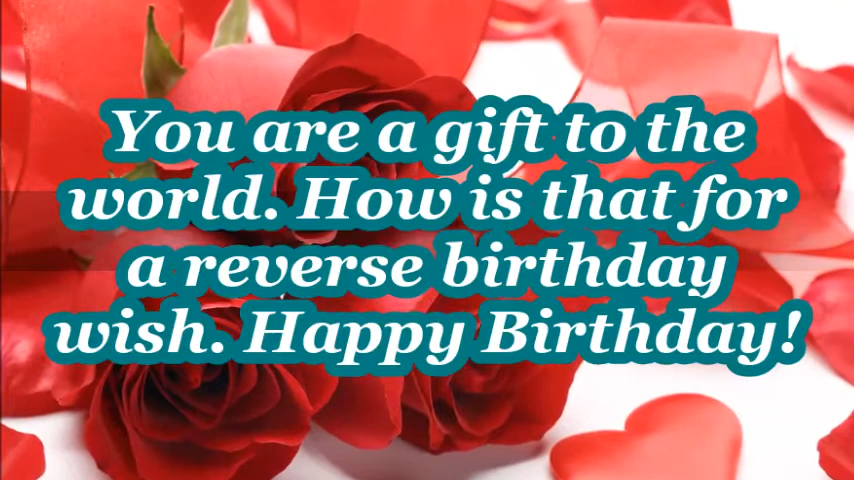 You are a gift to the
world. How is that for
a reverse birthday
wish. Happy Birthday!